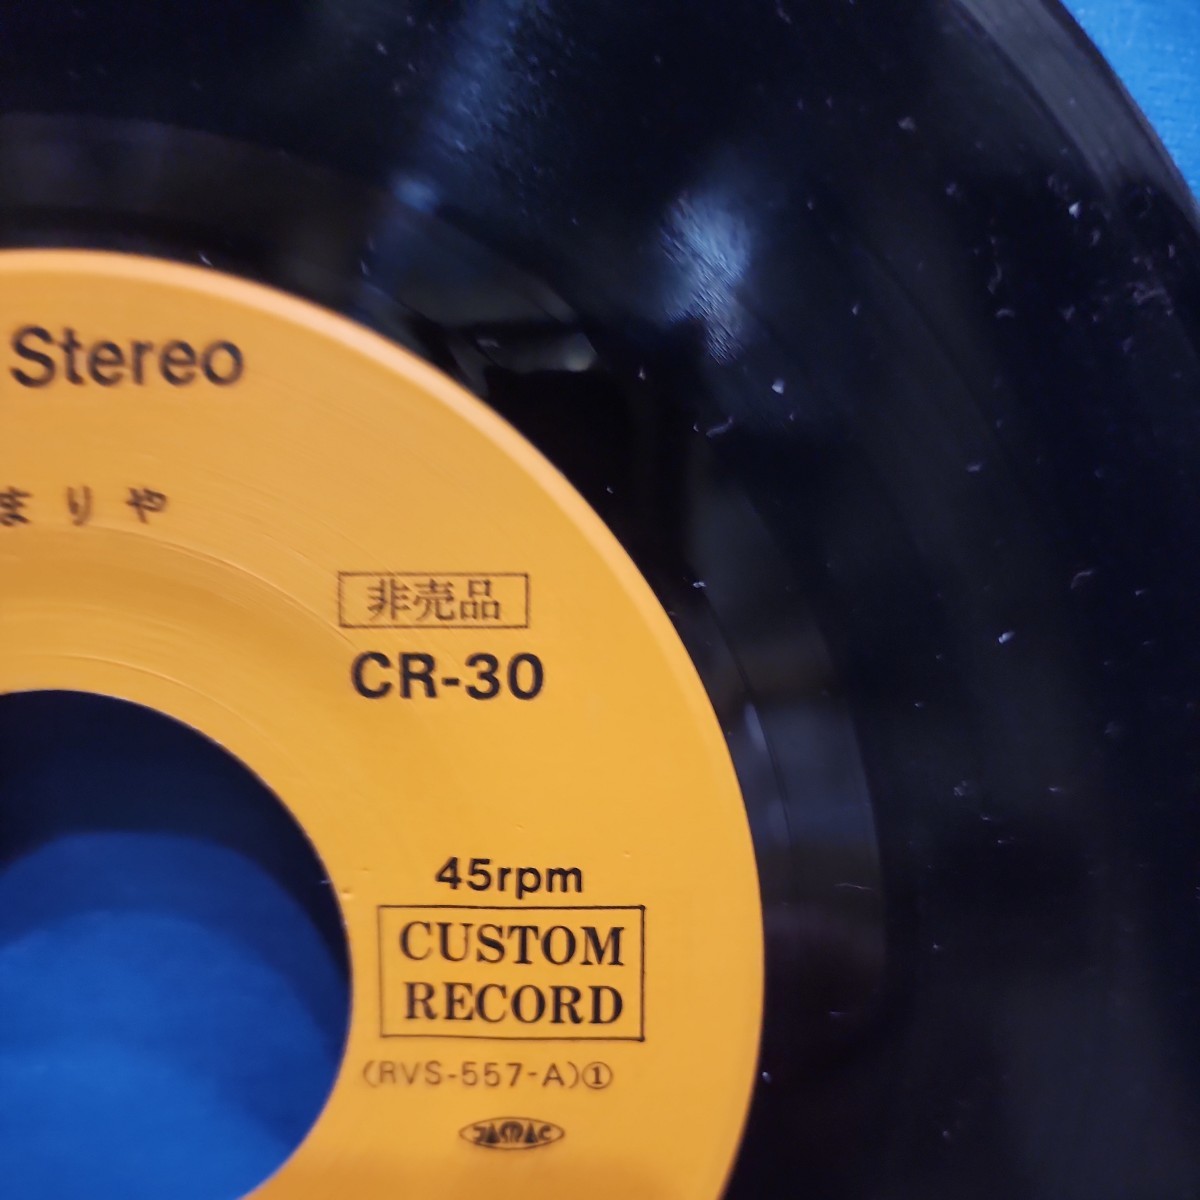 Stereo
まりや
非売品
CR-30
45rpm
CUSTOM
RECORD
(RVS-557-A)①
JASRAC